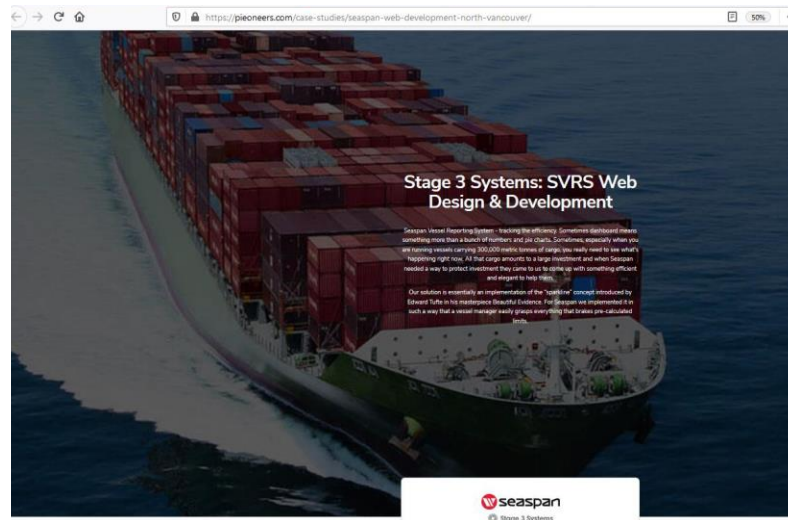 https://pieoneers.com/case-studies/seaspan-web-development-north-vancouver/
50%
Stage 3 Systems: SVRS Web
Design & Development
Seaspan Vessel Reporting System - tracking the efficiency. Sometimes dashboard means
something more than a bunch of numbers and pie charts. Sometimes, especially when you
are running vessels carrying 300,000 metric tonnes of cargo, you really need to see what's
happening right now. All that cargo amounts to a large investment and when Seaspan
needed a way to protect investment they came to us to come up with something efficient
and elegant to help them.
Our solution is essentially an implementation of the "sparkline" concept introduced by
Edward Tufte in his masterpiece Beautiful Evidence. For Seaspan we implemented it in
such a way that a vessel manager easily grasps everything that brakes pre-calculated
limits.
seaspan
Stage 3 Systems